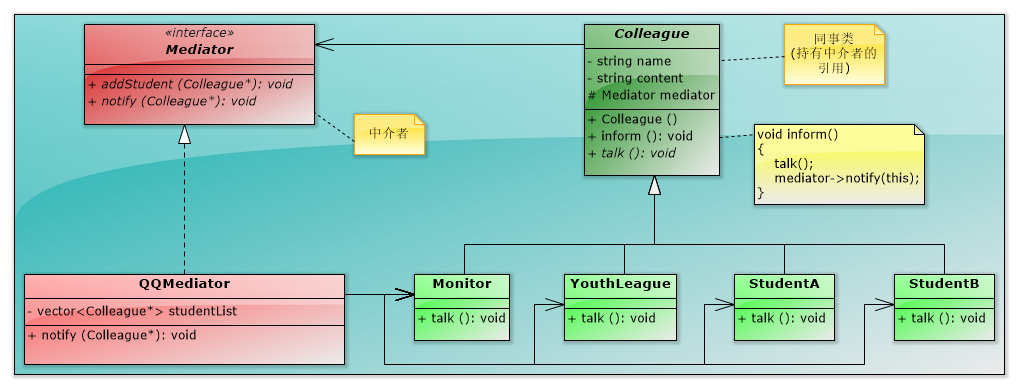 «interface»
Mediator
+ addStudent (Colleague*): void
+ notify (Colleague*): void
中介者
Colleague
- string name
- string content
# Mediator mediator
+ Colleague ()
+ inform (): void
+ talk (): void
同事类
(持有中介者的
引用)
void inform()
{
talk();
mediator->notify(this);
}
QQMediator
- vector<Colleague*> studentList
+ notify (Colleague*): void
Monitor
+ talk (): void
YouthLeague
+ talk (): void
StudentA
+ talk (): void
StudentB
+ talk (): void